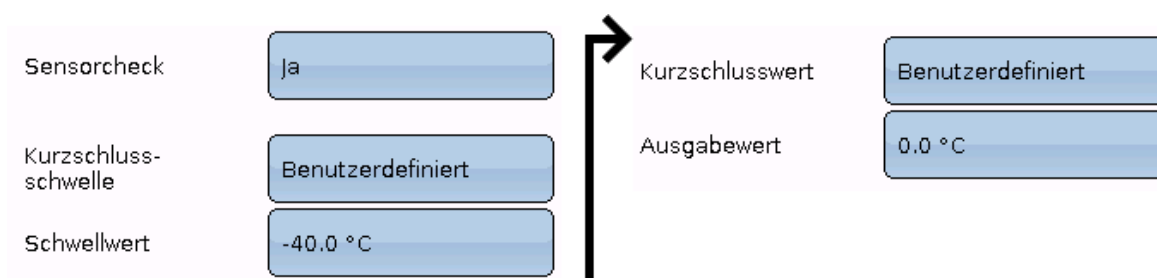 Sensorcheck
Ja
Kurzschluss-
schwelle
Benutzerdefiniert
Schwellwert
-40.0 °C
Kurzschlusswert
Benutzerdefiniert
Ausgabewert
0.0 °C